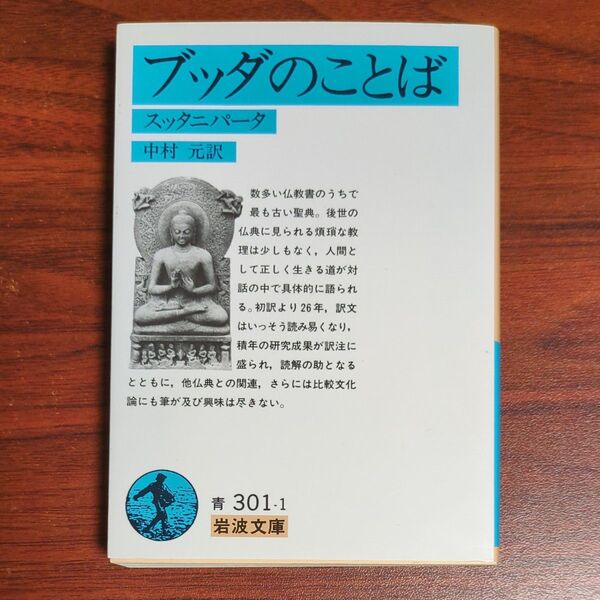 ブッダのことば
スッタニパータ
中村 元訳
数多い仏教書のうちで
最も古い聖典。後世の
仏典に見られる煩瑣な教
理は少しもなく，人間と
して正しく生きる道が対
話の中で具体的に語られ
る。初訳より26年，訳文
はいっそう読み易くなり，
積年の研究成果が訳注に
盛られ，読解の助となる
とともに，他仏典との関連，さらには比較文化
論にも筆が及び興味は尽きない。
青 301-1
岩波文庫